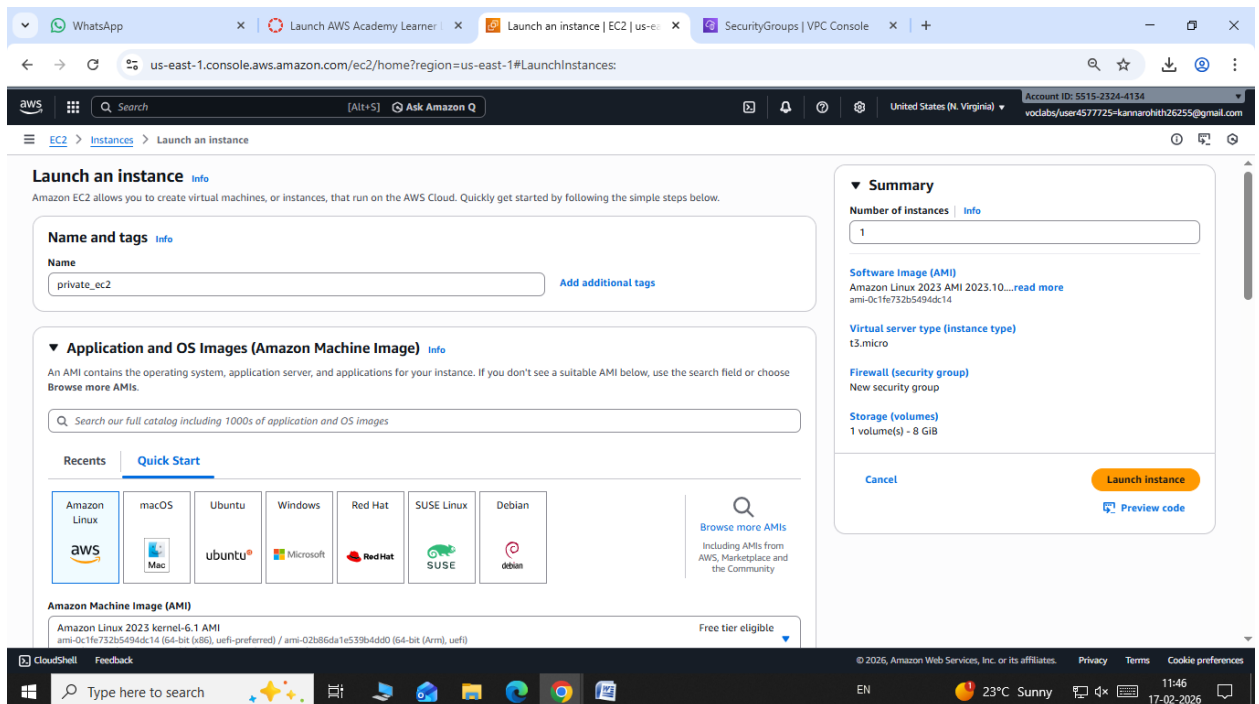 WhatsApp
Launch AWS Academy Learner
Launch an instance | EC2 | us-ea
SecurityGroups | VPC Console
us-east-1.console.aws.amazon.com/ec2/home?region=us-east-1#LaunchInstances:
aws
Search
[Alt+S]
Ask Amazon Q
United States (N. Virginia)
Account ID: 5515-2324-4134
voclabs/user4577725=kannarohith26255@gmail.com
EC2 > Instances > Launch an instance
Launch an instance Info
Amazon EC2 allows you to create virtual machines, or instances, that run on the AWS Cloud. Quickly get started by following the simple steps below.
Name and tags Info
Name
private_ec2
Add additional tags
Application and OS Images (Amazon Machine Image) Info
An AMI contains the operating system, application server, and applications for your instance. If you don't see a suitable AMI below, use the search field or choose
Browse more AMIs.
Search our full catalog including 1000s of application and OS images
Recents
Quick Start
Amazon
Linux
aws
macOS
Mac
Ubuntu
ubuntu
Windows
Microsoft
Red Hat
Red Hat
SUSE Linux
SUSE
Debian
debian
Browse more AMIs
Including AMIs from
AWS, Marketplace and
the Community
Amazon Machine Image (AMI)
Amazon Linux 2023 kernel-6.1 AMI
Free tier eligible
ami-0c1fe732b5494dc14 (64-bit (x86), uefi-preferred) / ami-02b86da1e539b4dd0 (64-bit (Arm), uefi)
Summary
Number of instances Info
1
Software Image (AMI)
Amazon Linux 2023 AMI 2023.10....read more
ami-0c1fe732b5494dc14
Virtual server type (instance type)
t3.micro
Firewall (security group)
New security group
Storage (volumes)
1 volume(s) - 8 GiB
Cancel
Launch instance
Preview code
CloudShell
Feedback
© 2026, Amazon Web Services, Inc. or its affiliates.
Privacy
Terms
Cookie preferences
Type here to search
EN
1
23°C Sunny
11:46
17-02-2026